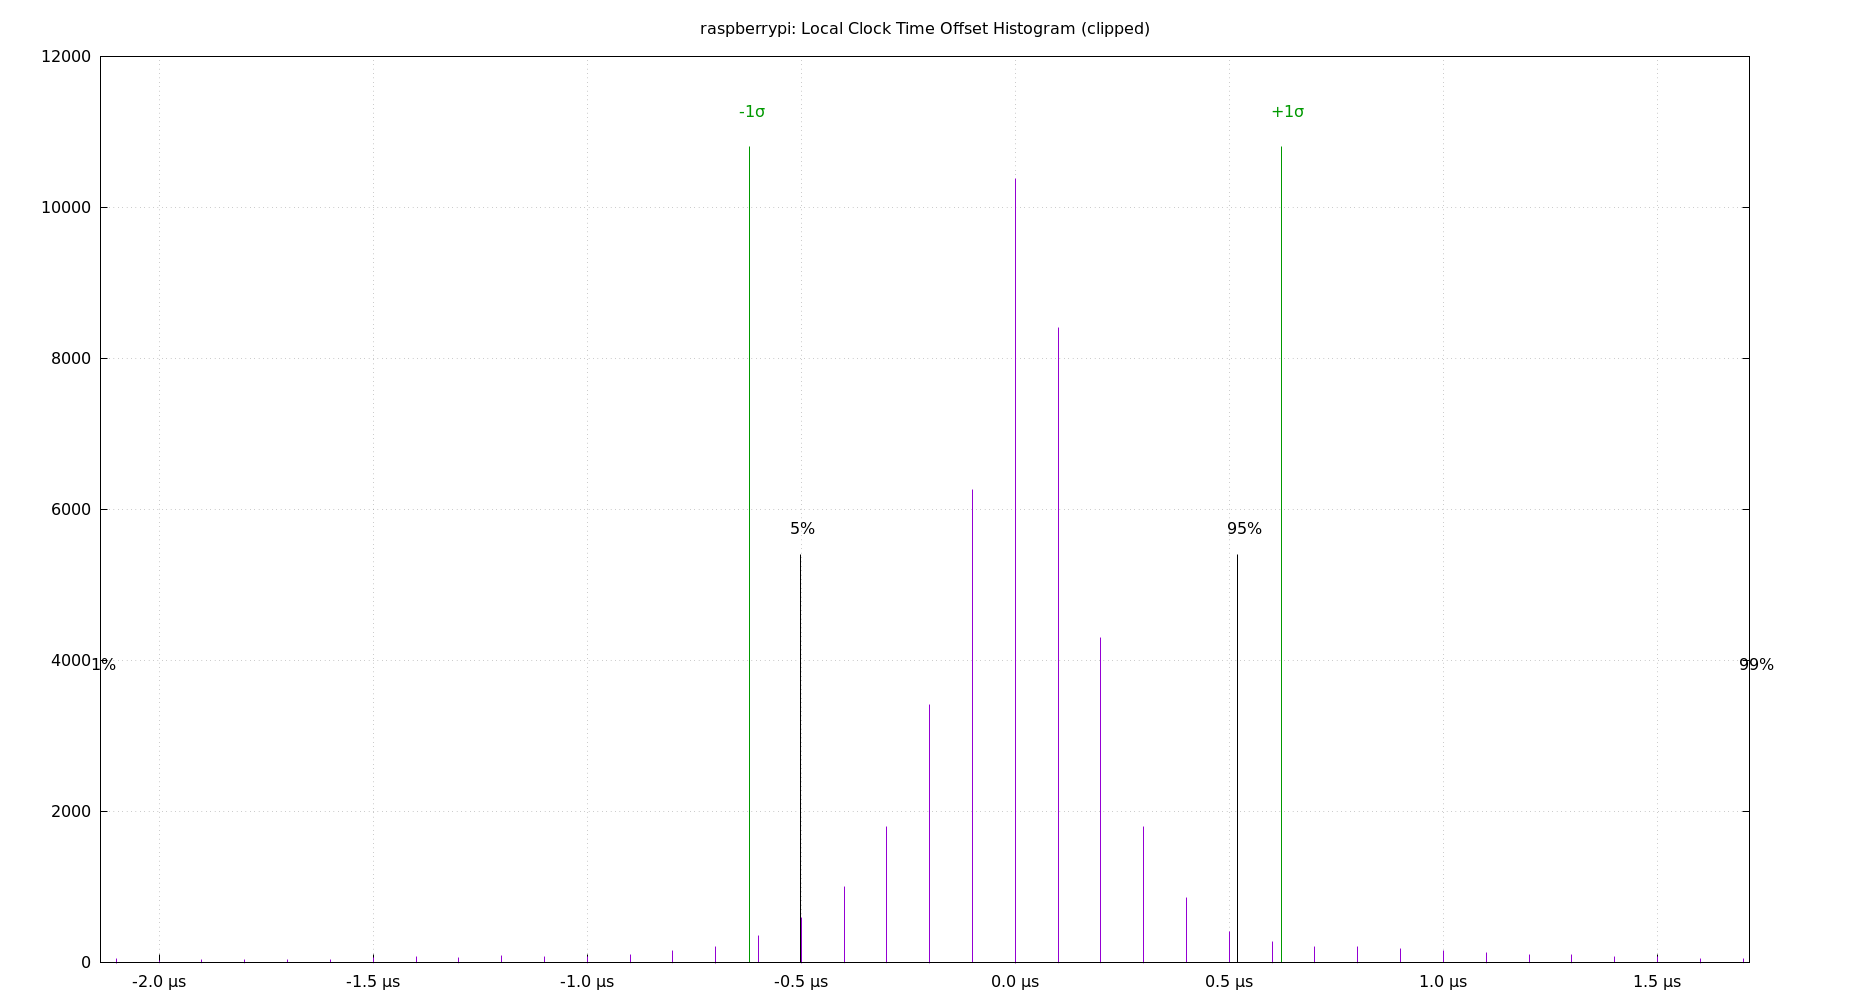 raspberrypi: Local Clock Time Offset Histogram (clipped)
12000
-1σ
+1σ
10000
8000
6000
5%
95%
4000
1%
99%
2000
0
-2.0 µs
-1.5 µs
-1.0 µs
-0.5 µs
0.0 µs
0.5 µs
1.0 µs
1.5 µs